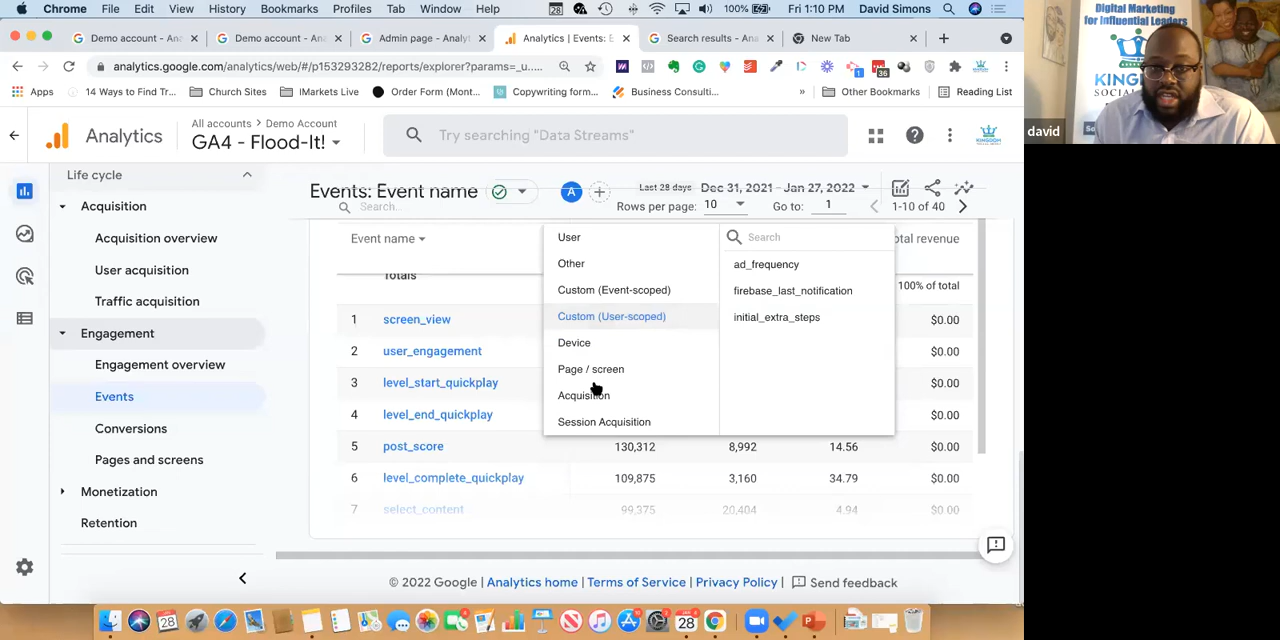 Chrome File Edit View History Bookmarks Profiles Tab Window Help 28 100% Fri 1:10 PM David Simons
Demo account - Anal Demo account - Anal Admin page - Analyt Analytics | Events: E Search results - Ana New Tab
analytics.google.com/analytics/web/#/p153293282/reports/explorer?params=_u.... 1 36
Apps 14 Ways to Find Tr... Church Sites IMarkets Live Order List (Mont... Copywriting form... Business Consulti... » Other Bookmarks Reading List
Analytics
All accounts > Demo Account
GA4 - Flood-It!
Try searching "Data Streams"
Life cycle
Acquisition
Acquisition overview
User acquisition
Traffic acquisition
Engagement
Engagement overview
Events
Conversions
Pages and screens
Monetization
Retention
Events: Event name
A
Last 28 days Dec 31, 2021 - Jan 27, 2022
Search... Rows per page: 10 Go to: 1 1-10 of 40
Event name
otal revenue
Totals
100% of total
User
Other
Custom (Event-scoped)
Custom (User-scoped)
Device
Page / screen
Acquisition
Session Acquisition
Search
ad_frequency
firebase_last_notification
initial_extra_steps
1 screen_view $0.00
2 user_engagement $0.00
3 level_start_quickplay $0.00
4 level_end_quickplay $0.00
5 post_score 130,312 8,992 14.56 $0.00
6 level_complete_quickplay 109,875 3,160 34.79 $0.00
7 select_content 99,375 20,404 4.94 $0.00
© 2022 Google | Analytics home | Terms of Service | Privacy Policy | Send feedback
Digital Marketing
for Influential Leaders
david